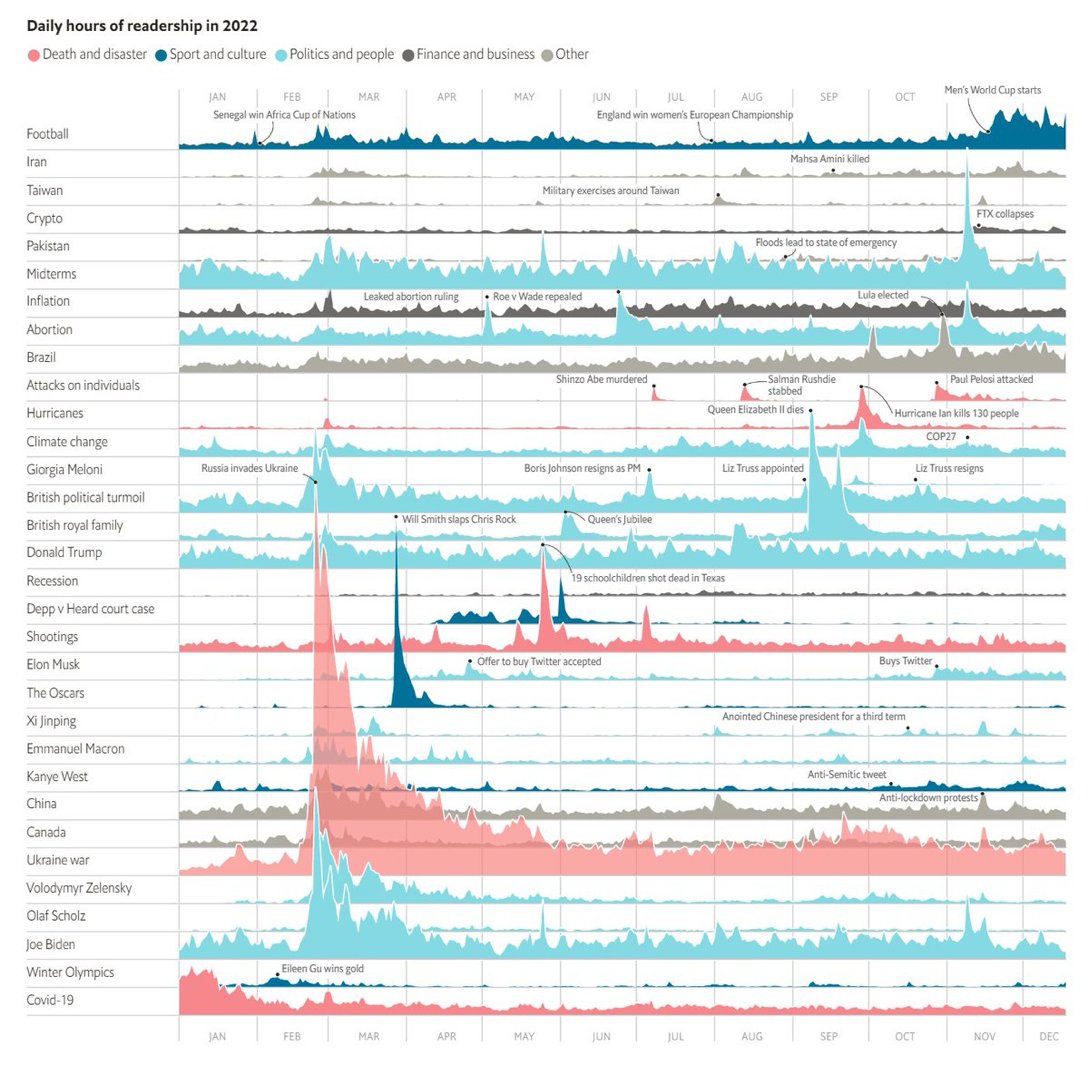 Daily hours of readership in 2022
Death and disaster Sport and culture Politics and people Finance and business Other
Men's World Cup starts
JAN FEB MAR APR MAY JUN JUL AUG SEP OCT
Senegal win Africa Cup of Nations
England win women's European Championship
Football
Iran
Mahsa Amini killed
Taiwan
Military exercises around Taiwan
Crypto
FTX collapses
Pakistan
Floods lead to state of emergency
Midterms
Inflation
Leaked abortion ruling
Roe v Wade repealed
Lula elected
Abortion
Brazil
Attacks on individuals
Shinzo Abe murdered
Salman Rushdie
stabbed
Paul Pelosi attacked
Hurricanes
Queen Elizabeth II dies
Hurricane Ian kills 130 people
Climate change
COP27
Giorgia Meloni
Russia invades Ukraine
Boris Johnson resigns as PM
Liz Truss appointed
Liz Truss resigns
British political turmoil
British royal family
Will Smith slaps Chris Rock
Queen's Jubilee
Donald Trump
Recession
19 schoolchildren shot dead in Texas
Depp v Heard court case
Shootings
Elon Musk
Offer to buy Twitter accepted
Buys Twitter
The Oscars
Xi Jinping
Anointed Chinese president for a third term
Emmanuel Macron
Kanye West
Anti-Semitic tweet
China
Anti-lockdown protests
Canada
Ukraine war
Volodymyr Zelensky
Olaf Scholz
Joe Biden
Winter Olympics
Eileen Gu wins gold
Covid-19
JAN FEB MAR APR MAY JUN JUL AUG SEP OCT NOV DEC